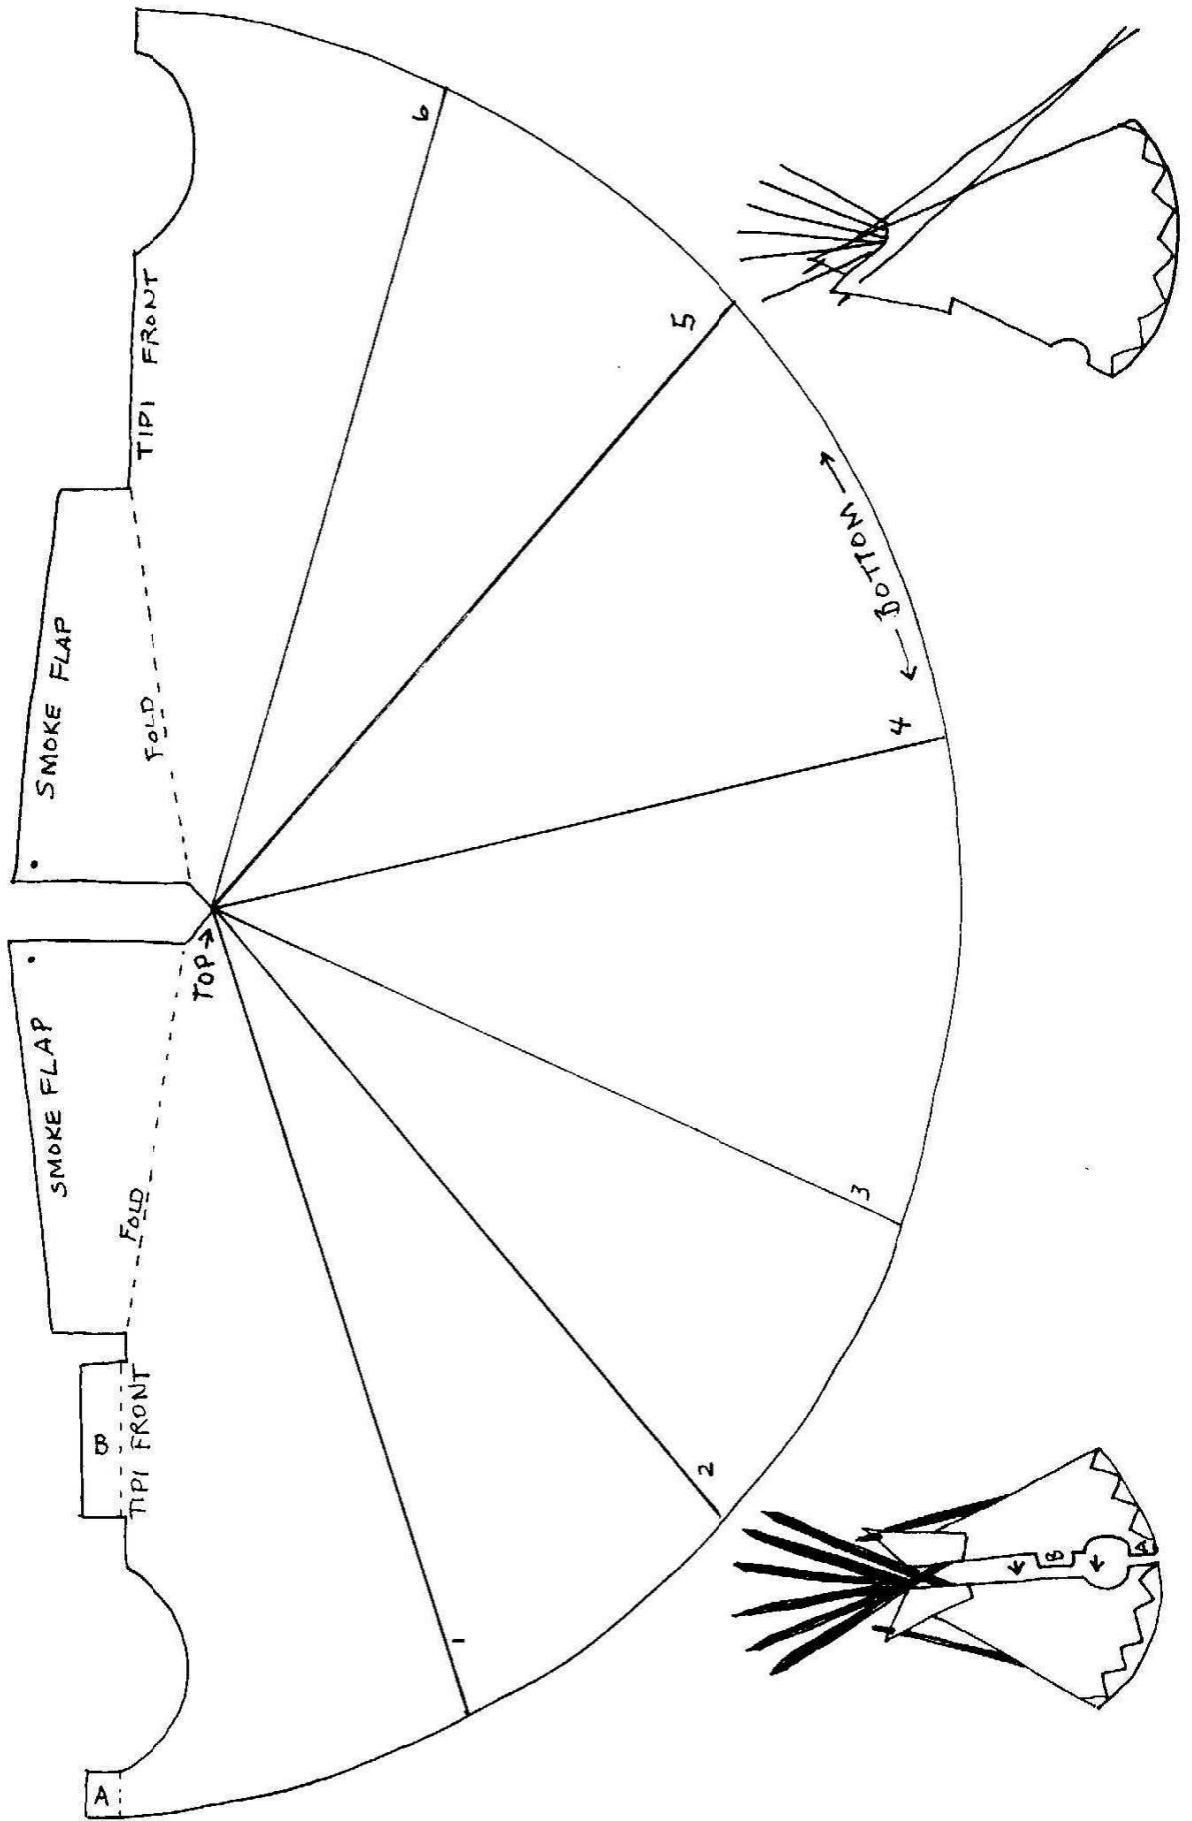 SMOKE FLAP
SMOKE FLAP
B
A
FOLD
FOLD
TIPI FRONT
TIPI FRONT
TOP →
1
2
3
4
5
6
← BOTTOM →
B
A